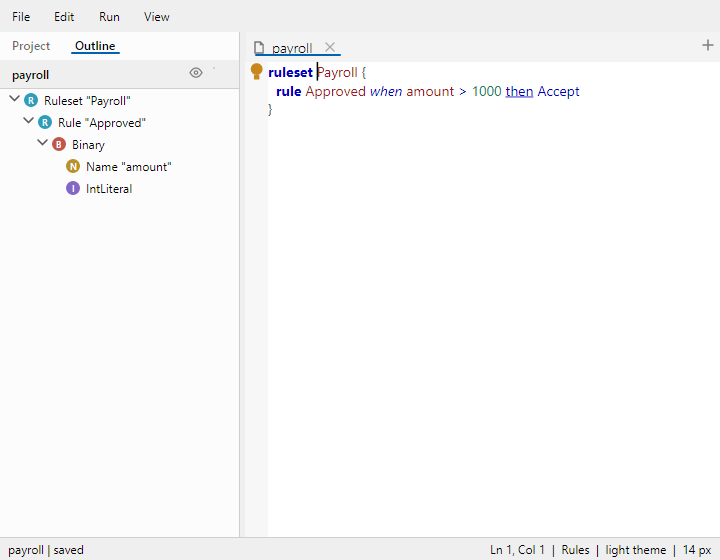 File Edit Run View
Project Outline
payroll
payroll
R Ruleset "Payroll"
R Rule "Approved"
B Binary
N Name "amount"
I IntLiteral
ruleset Payroll {
rule Approved when amount > 1000 then Accept
}
payroll | saved
Ln 1, Col 1 | Rules | light theme | 14 px